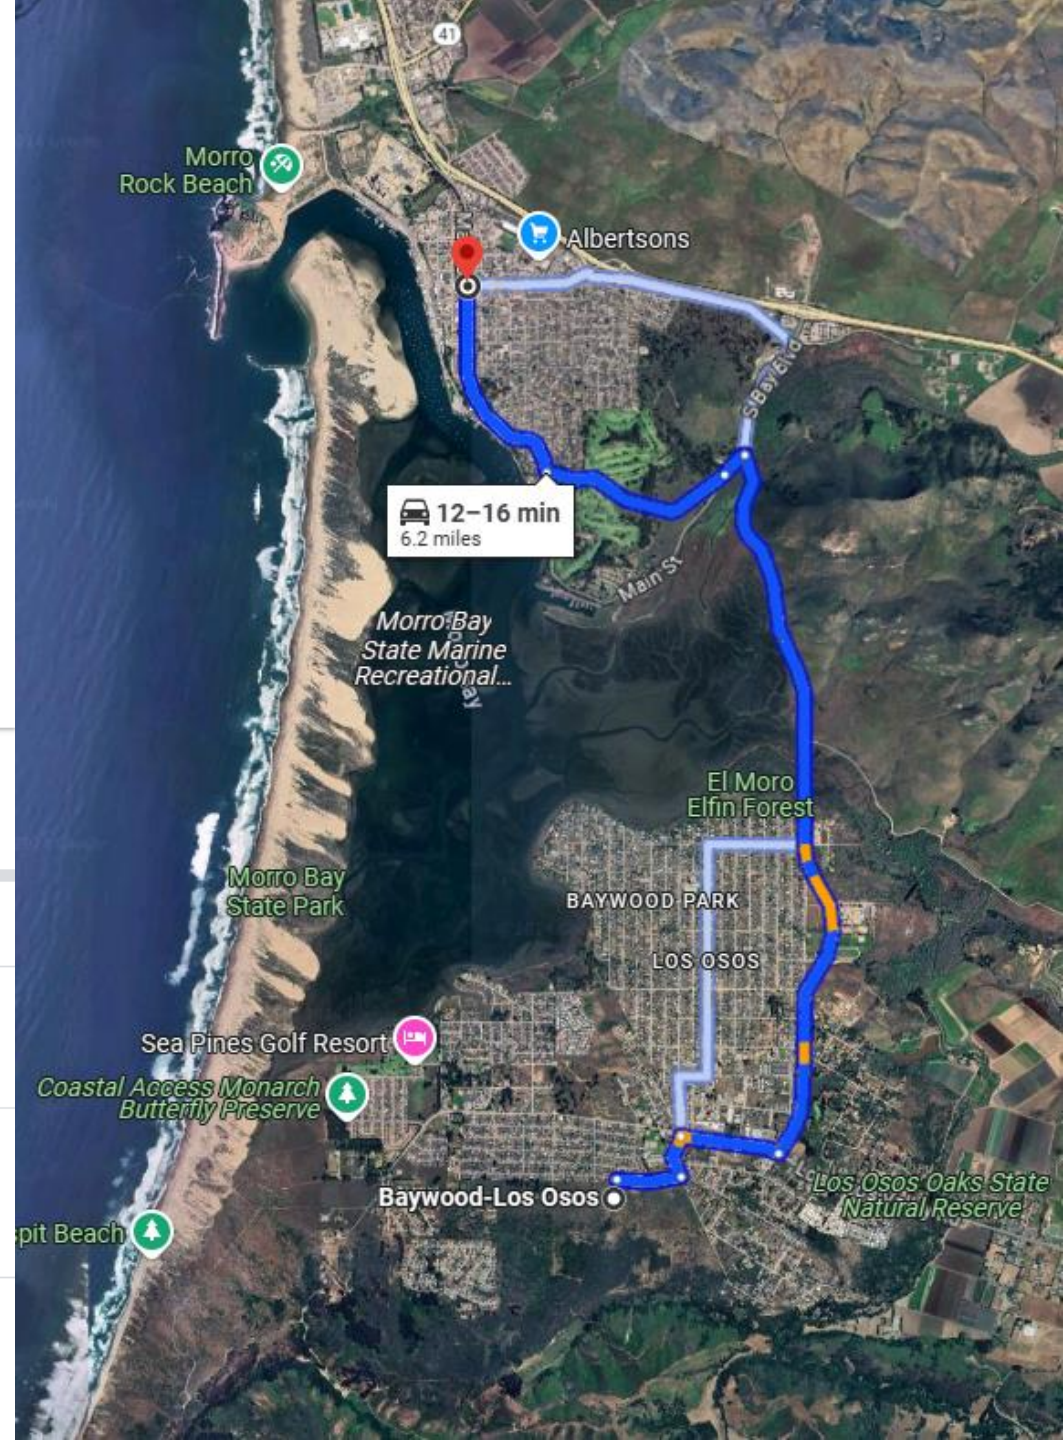 41
Morro
Rock Beach
Albertsons
S Bay Blvd
12–16 min
6.2 miles
Main St
Morro Bay
State Marine
Recreational...
El Moro
Elfin Forest
Morro Bay
State Park
BAYWOOD PARK
LOS OSOS
Sea Pines Golf Resort
Coastal Access Monarch
Butterfly Preserve
Los Osos Oaks State
Natural Reserve
Baywood-Los Osos
spit Beach